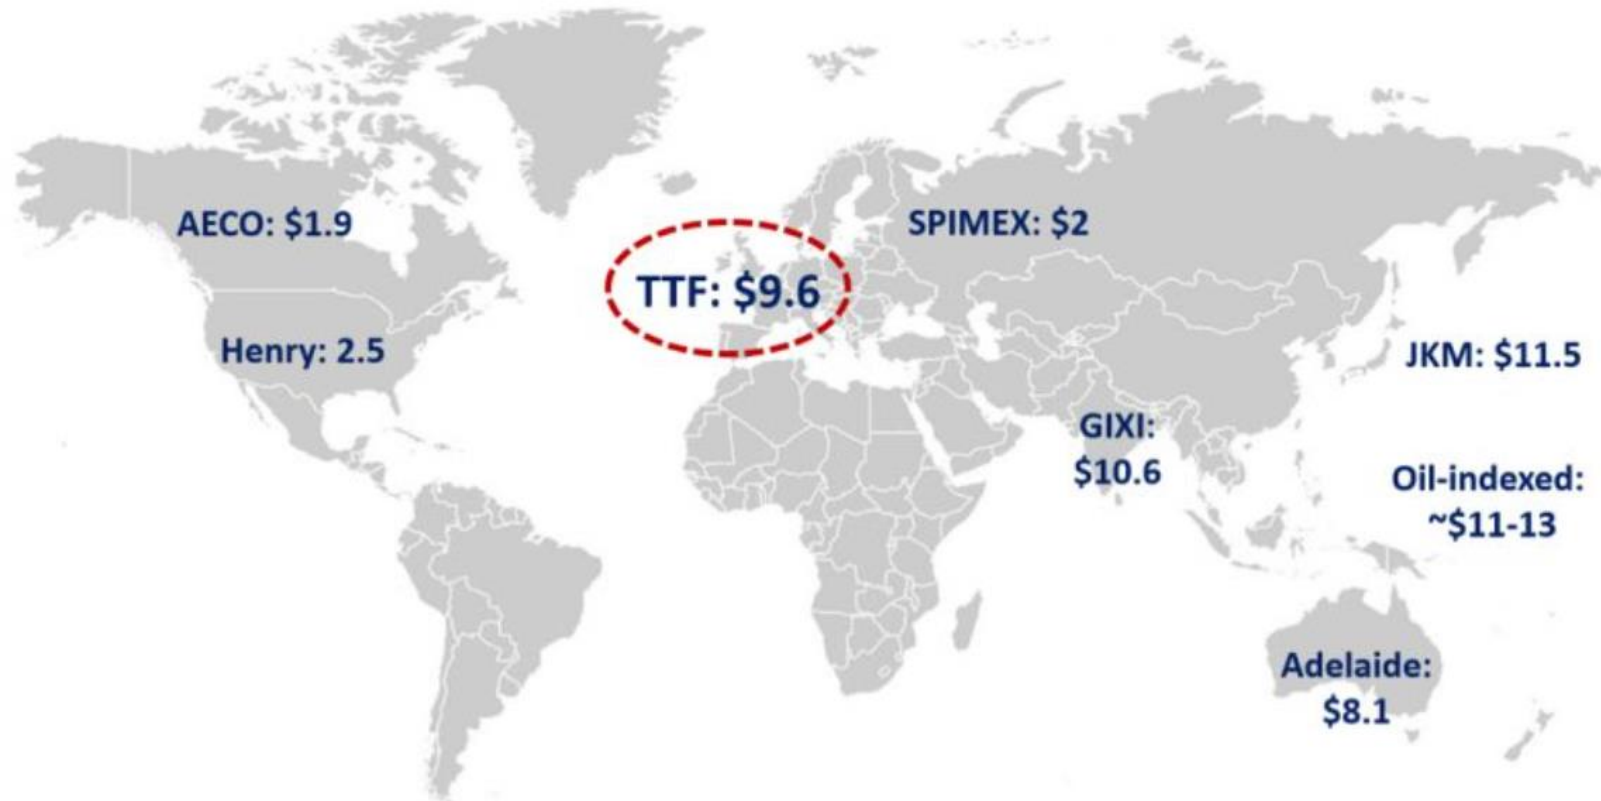 AECO: $1.9
SPIMEX: $2
TTF: $9.6
Henry: 2.5
JKM: $11.5
GIXI:
$10.6
Oil-indexed:
~$11-13
Adelaide:
$8.1